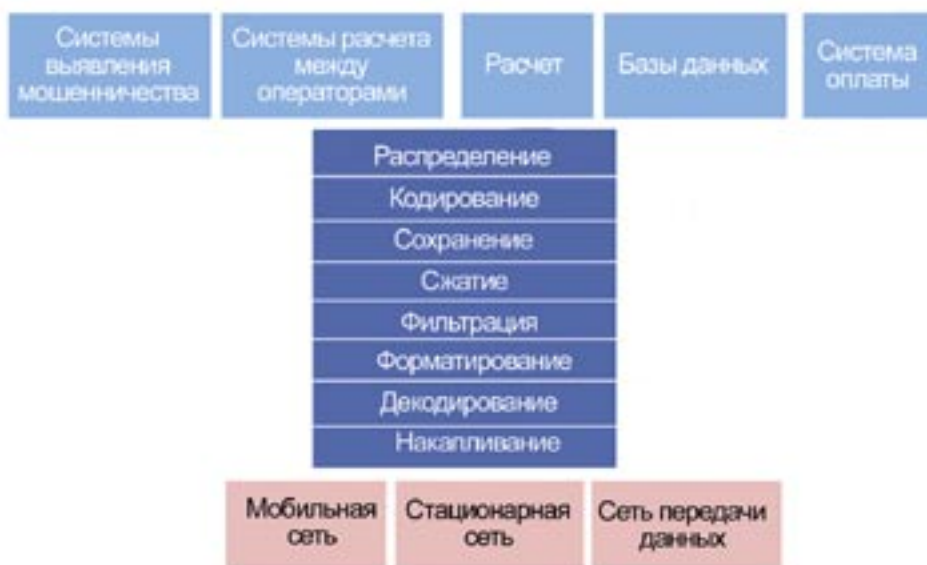 Системы
выявления
мошенничества
Системы расчета
между
операторами
Расчет
Базы данных
Система
оплаты
Распределение
Кодирование
Сохранение
Сжатие
Фильтрация
Форматирование
Декодирование
Накапливание
Мобильная
сеть
Стационарная
сеть
Сеть передачи
данных